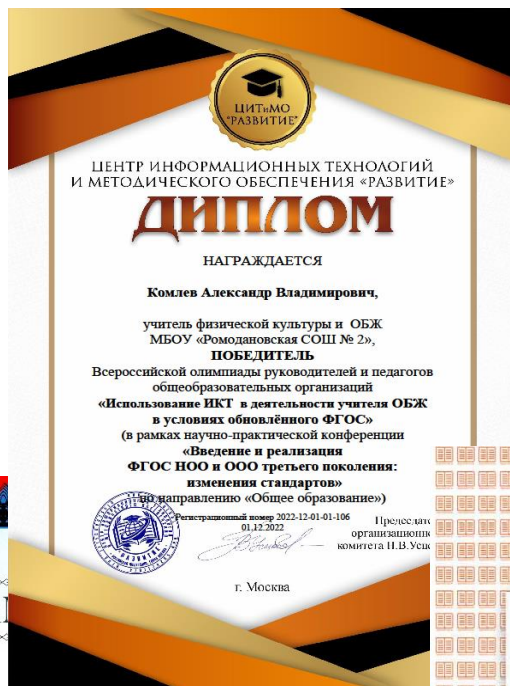 ЦИТиМО
"РАЗВИТИЕ"
ЦЕНТР ИНФОРМАЦИОННЫХ ТЕХНОЛОГИЙ
И МЕТОДИЧЕСКОГО ОБЕСПЕЧЕНИЯ «РАЗВИТИЕ»
ДИПЛОМ
НАГРАЖДАЕТСЯ
Комлев Александр Владимирович,
учитель физической культуры и ОБЖ
МБОУ «Ромодановская СОШ № 2»,
ПОБЕДИТЕЛЬ
Всероссийской олимпиады руководителей и педагогов
общеобразовательных организаций
«Использование ИКТ в деятельности учителя ОБЖ
в условиях обновлённого ФГОС»
(в рамках научно-практической конференции
«Введение и реализация
ФГОС НОО и ООО третьего поколения:
изменения стандартов»
по направлению «Общее образование»)
Регистрационный номер 2022-12-01-01-106
01.12.2022
комитета Н.В.
РАЗВИТИЕ
г. Москва